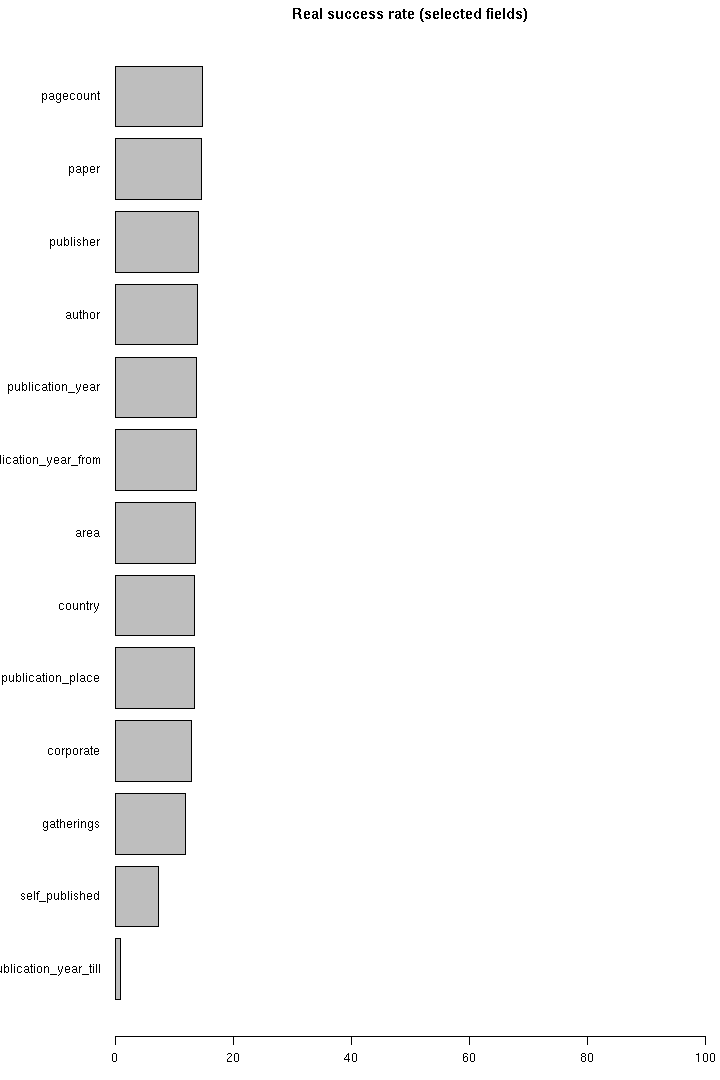 Real success rate (selected fields)
pagecount
paper
publisher
author
publication_year
lication_year_from
area
country
publication_place
corporate
gatherings
self_published
ublication_year_till
0 20 40 60 80 100